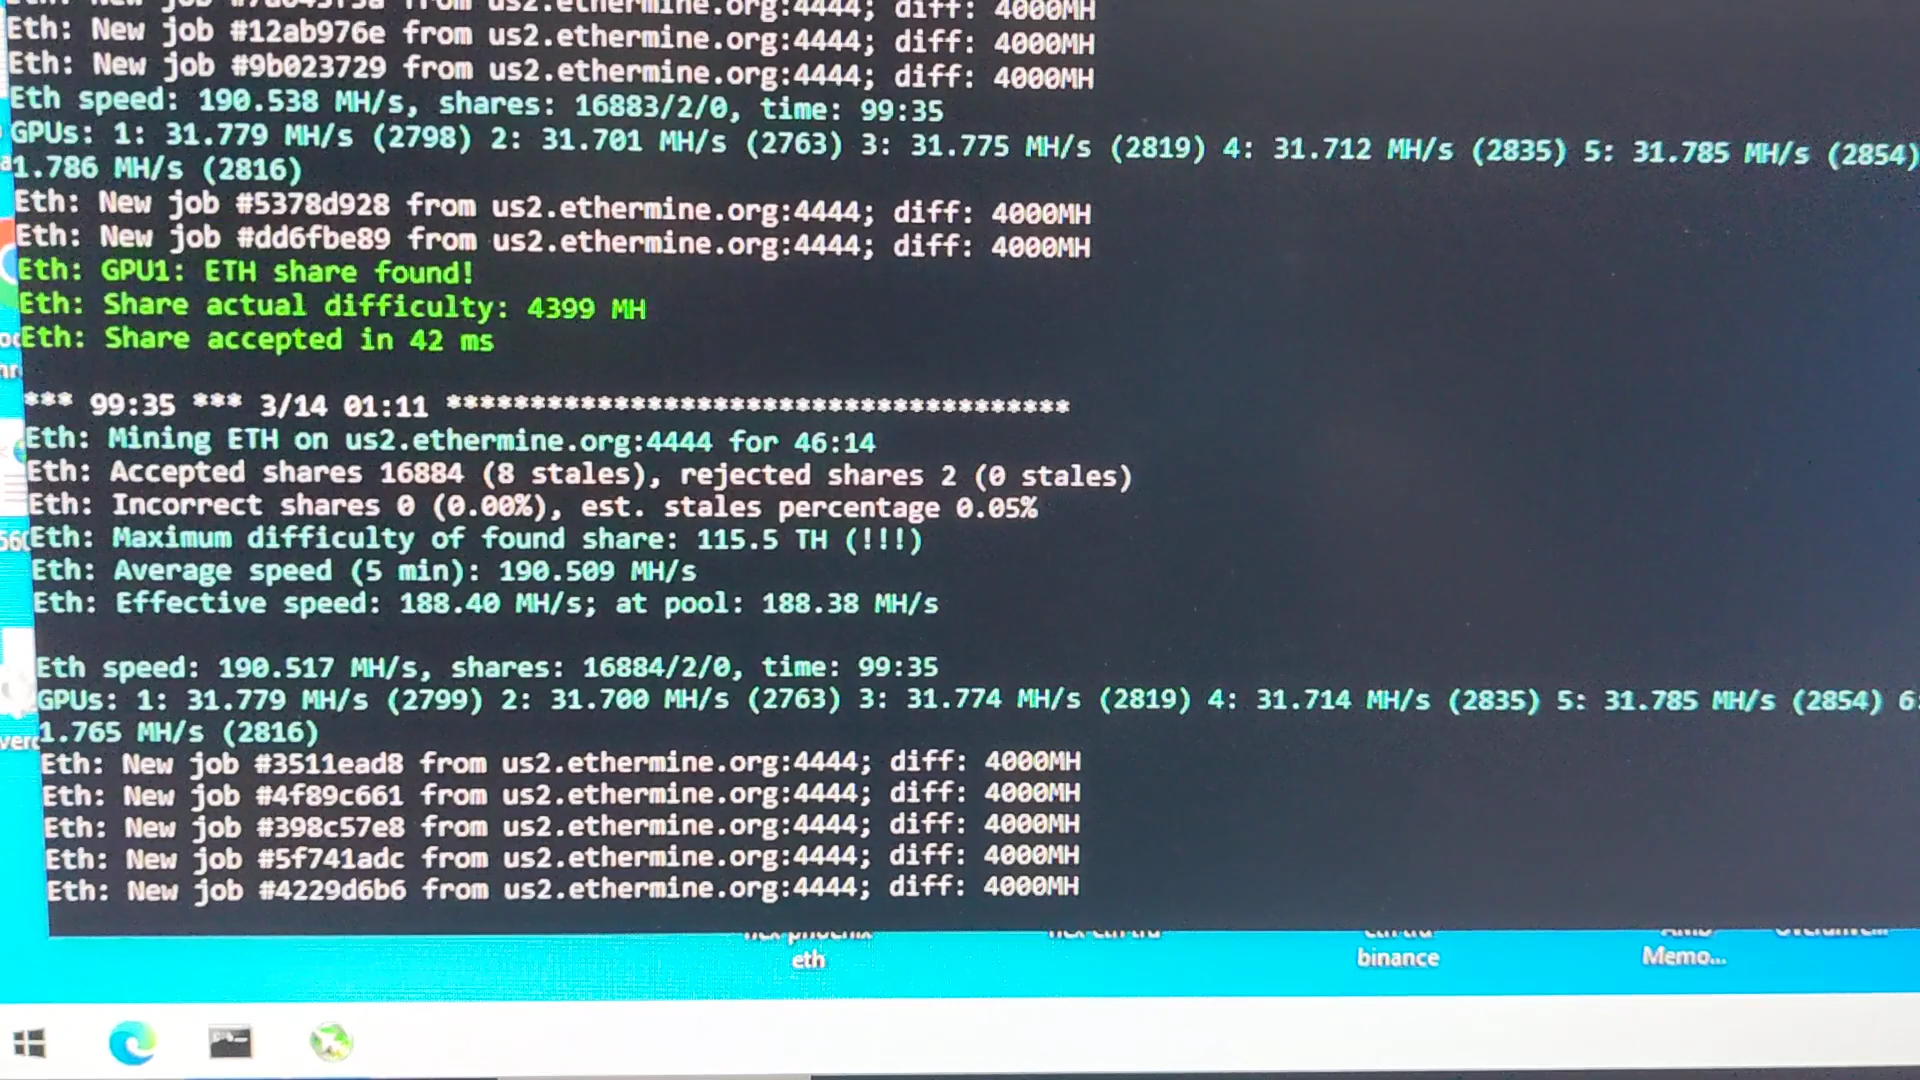 Eth: New job from us2.ethermine.org:4444; diff: 4000MH
Eth: New job #12ab976e from us2.ethermine.org:4444; diff: 4000MH
Eth: New job #9b023729 from us2.ethermine.org:4444; diff: 4000MH
Eth speed: 190.538 MH/s, shares: 16883/2/0, time: 99:35
GPUs: 1: 31.779 MH/s (2798) 2: 31.701 MH/s (2763) 3: 31.775 MH/s (2819) 4: 31.712 MH/s (2835) 5: 31.785 MH/s (2854)
1.786 MH/s (2816)
Eth: New job #5378d928 from us2.ethermine.org:4444; diff: 4000MH
Eth: New job #dd6fbe89 from us2.ethermine.org:4444; diff: 4000MH
Eth: GPU1: ETH share found!
Eth: Share actual difficulty: 4399 MH
Eth: Share accepted in 42 ms
*** 99:35 *** 3/14 01:11 *************************************
Eth: Mining ETH on us2.ethermine.org:4444 for 46:14
Eth: Accepted shares 16884 (8 stales), rejected shares 2 (0 stales)
Eth: Incorrect shares 0 (0.00%), est. stales percentage 0.05%
Eth: Maximum difficulty of found share: 115.5 TH (!!!)
Eth: Average speed (5 min): 190.509 MH/s
Eth: Effective speed: 188.40 MH/s; at pool: 188.38 MH/s
Eth speed: 190.517 MH/s, shares: 16884/2/0, time: 99:35
GPUs: 1: 31.779 MH/s (2799) 2: 31.700 MH/s (2763) 3: 31.774 MH/s (2819) 4: 31.714 MH/s (2835) 5: 31.785 MH/s (2854) 6:
1.765 MH/s (2816)
Eth: New job #3511ead8 from us2.ethermine.org:4444; diff: 4000MH
Eth: New job #4f89c661 from us2.ethermine.org:4444; diff: 4000MH
Eth: New job #398c57e8 from us2.ethermine.org:4444; diff: 4000MH
Eth: New job #5f741adc from us2.ethermine.org:4444; diff: 4000MH
Eth: New job #4229d6b6 from us2.ethermine.org:4444; diff: 4000MH
eth
binance
Memo...